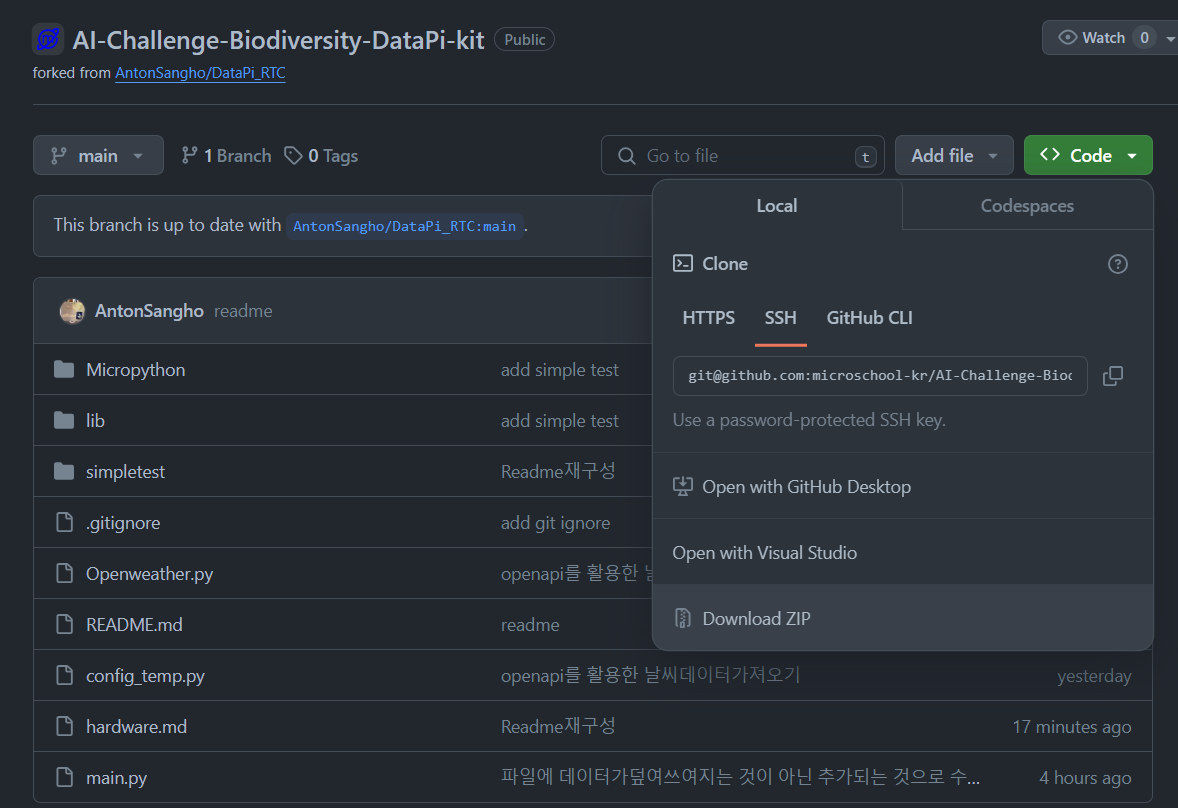 AI-Challenge-Biodiversity-DataPi-kit Public
Watch 0
forked from AntonSangho/DataPi_RTC
main
1 Branch
0 Tags
Go to file
t
Add file
Code
This branch is up to date with AntonSangho/DataPi_RTC:main .
Local
Codespaces
Clone
HTTPS SSH GitHub CLI
git@github.com:microschool-kr/AI-Challenge-Bioc
Use a password-protected SSH key.
Open with GitHub Desktop
Open with Visual Studio
Download ZIP
AntonSangho readme
Micropython add simple test
lib add simple test
simpletest Readme재구성
.gitignore add git ignore
Openweather.py openapi를 활용한
README.md readme
config_temp.py openapi를 활용한 날씨데이터가져오기 yesterday
hardware.md Readme재구성 17 minutes ago
main.py 파일에 데이터가덮여쓰여지는 것이 아닌 추가되는 것으로 수... 4 hours ago